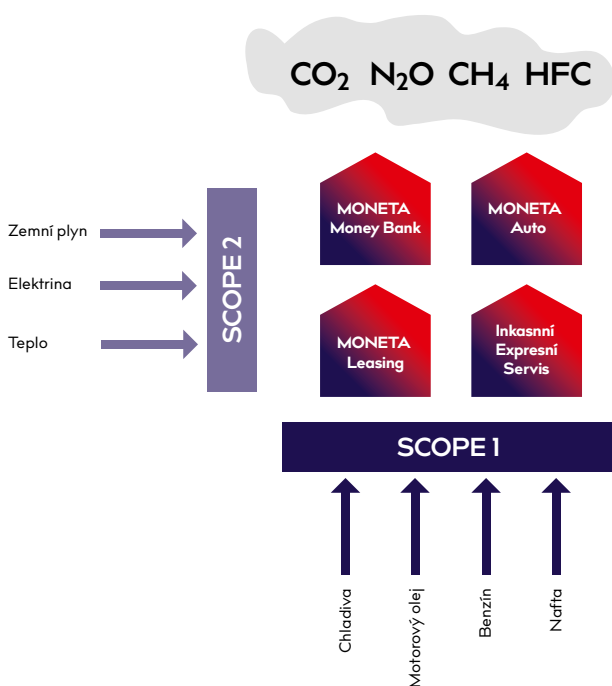 CO₂ N₂O CH₄ HFC
MONETA
Money Bank
MONETA
Auto
Zemní plyn
Elektrina
Teplo
SCOPE 2
MONETA
Leasing
Inkasnní
Expresní
Servis
SCOPE 1
Chladiva
Motorový olej
Benzín
Nafta